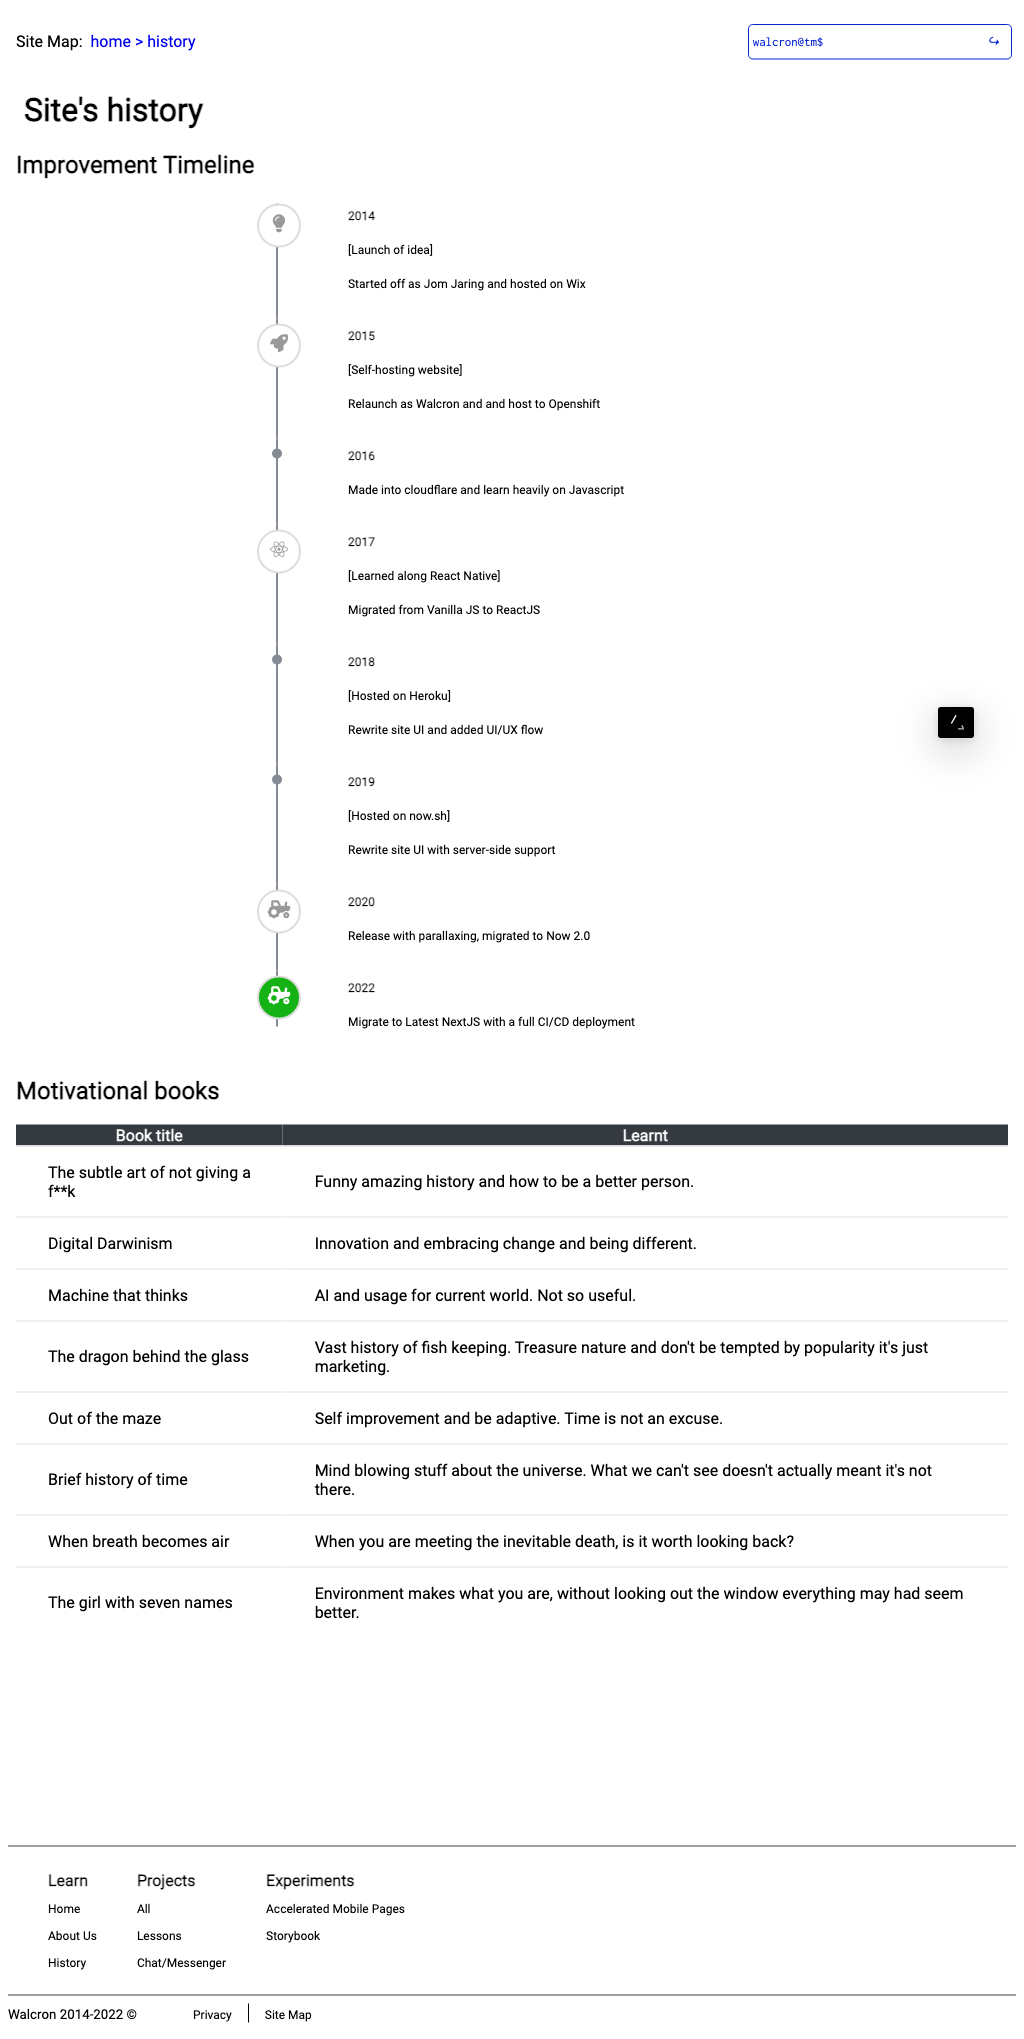 Site Map: home > history
walcron@tm$
Site's history
Improvement Timeline
2014
[Launch of idea]
Started off as Jom Jaring and hosted on Wix
2015
[Self-hosting website]
Relaunch as Walcron and and host to Openshift
2016
Made into cloudflare and learn heavily on Javascript
2017
[Learned along React Native]
Migrated from Vanilla JS to ReactJS
2018
[Hosted on Heroku]
Rewrite site UI and added UI/UX flow
2019
[Hosted on now.sh]
Rewrite site UI with server-side support
2020
Release with parallaxing, migrated to Now 2.0
2022
Migrate to Latest NextJS with a full CI/CD deployment
Motivational books
Book title Learnt
The subtle art of not giving a
f**k
Funny amazing history and how to be a better person.
Digital Darwinism
Innovation and embracing change and being different.
Machine that thinks
AI and usage for current world. Not so useful.
The dragon behind the glass
Vast history of fish keeping. Treasure nature and don't be tempted by popularity it's just
marketing.
Out of the maze
Self improvement and be adaptive. Time is not an excuse.
Brief history of time
Mind blowing stuff about the universe. What we can't see doesn't actually meant it's not
there.
When breath becomes air
When you are meeting the inevitable death, is it worth looking back?
The girl with seven names
Environment makes what you are, without looking out the window everything may had seem
better.
Learn
Home
About Us
History
Projects
All
Lessons
Chat/Messenger
Experiments
Accelerated Mobile Pages
Storybook
Walcron 2014-2022 © Privacy Site Map